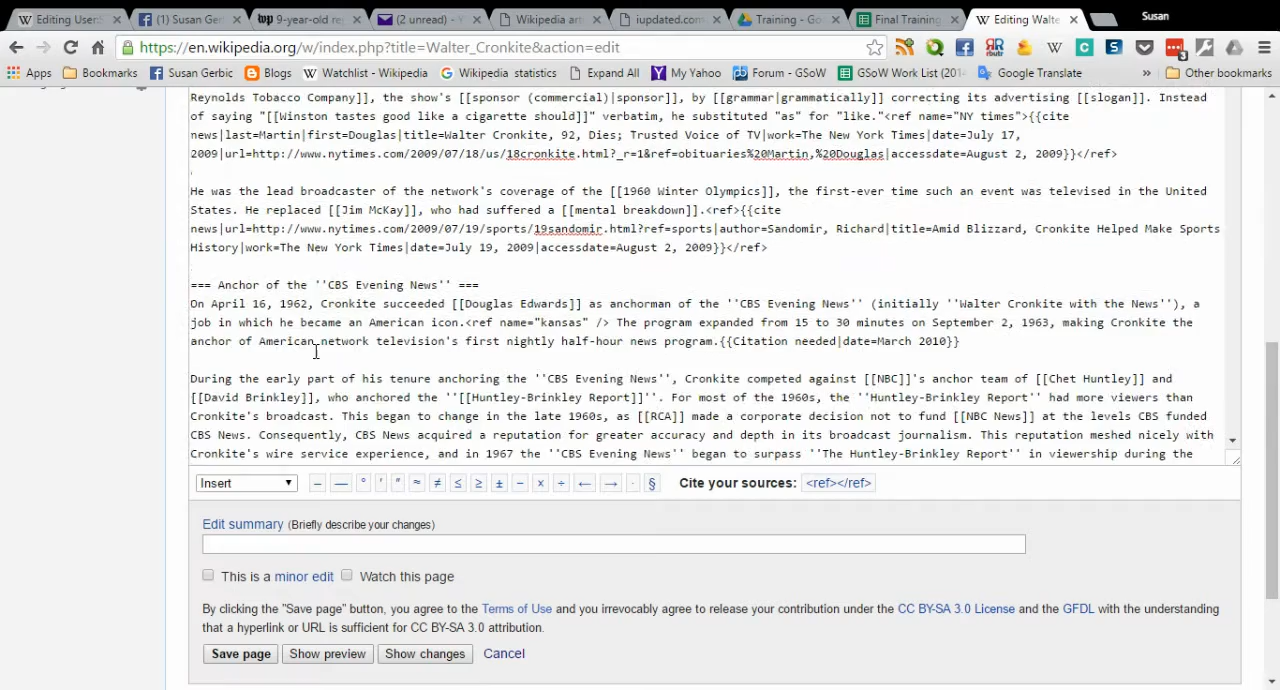 Editing User:
(1) Susan Ger
wp 9-year-old re
(2 unread) - Y
Wikipedia art
iupdated.com
Training - Go
Final Training
Editing Walte
Susan
https://en.wikipedia.org/w/index.php?title=Walter_Cronkite&action=edit
Apps Bookmarks Susan Gerbic Blogs Watchlist - Wikipedia Wikipedia statistics Expand All My Yahoo Forum - GSoW GSoW Work List (201 Google Translate » Other bookmarks
Reynolds Tobacco Company]], the show's [[sponsor (commercial)|sponsor]], by [[grammar|grammatically]] correcting its advertising [[slogan]]. Instead
of saying "[[Winston tastes good like a cigarette should]]" verbatim, he substituted "as" for "like."<ref name="NY times">{{cite
news|last=Martin|first=Douglas|title=Walter Cronkite, 92, Dies; Trusted Voice of TV|work=The New York Times|date=July 17,
2009|url=http://www.nytimes.com/2009/07/18/us/18cronkite.html?_r=1&ref=obituaries%20Martin,%20Douglas|accessdate=August 2, 2009}}</ref>
He was the lead broadcaster of the network's coverage of the [[1960 Winter Olympics]], the first-ever time such an event was televised in the United
States. He replaced [[Jim McKay]], who had suffered a [[mental breakdown]].<ref>{{cite
news|url=http://www.nytimes.com/2009/07/19/sports/19sandomir.html?ref=sports|author=Sandomir, Richard|title=Amid Blizzard, Cronkite Helped Make Sports
History|work=The New York Times|date=July 19, 2009|accessdate=August 2, 2009}}</ref>
=== Anchor of the ''CBS Evening News'' ===
On April 16, 1962, Cronkite succeeded [[Douglas Edwards]] as anchorman of the ''CBS Evening News'' (initially ''Walter Cronkite with the News''), a
job in which he became an American icon.<ref name="kansas" /> The program expanded from 15 to 30 minutes on September 2, 1963, making Cronkite the
anchor of American network television's first nightly half-hour news program.{{Citation needed|date=March 2010}}
During the early part of his tenure anchoring the ''CBS Evening News'', Cronkite competed against [[NBC]]'s anchor team of [[Chet Huntley]] and
[[David Brinkley]], who anchored the ''[[Huntley-Brinkley Report]]''. For most of the 1960s, the ''Huntley-Brinkley Report'' had more viewers than
Cronkite's broadcast. This began to change in the late 1960s, as [[RCA]] made a corporate decision not to fund [[NBC News]] at the levels CBS funded
CBS News. Consequently, CBS News acquired a reputation for greater accuracy and depth in its broadcast journalism. This reputation meshed nicely with
Cronkite's wire service experience, and in 1967 the ''CBS Evening News'' began to surpass ''The Huntley-Brinkley Report'' in viewership during the
Insert – — ° ′ ″ ≈ ≠ ≤ ≥ ± − × ÷ ← → · § Cite your sources: <ref></ref>
Edit summary (Briefly describe your changes)
This is a minor edit Watch this page
By clicking the "Save page" button, you agree to the Terms of Use and you irrevocably agree to release your contribution under the CC BY-SA 3.0 License and the GFDL with the understanding
that a hyperlink or URL is sufficient for CC BY-SA 3.0 attribution.
Save page Show preview Show changes Cancel